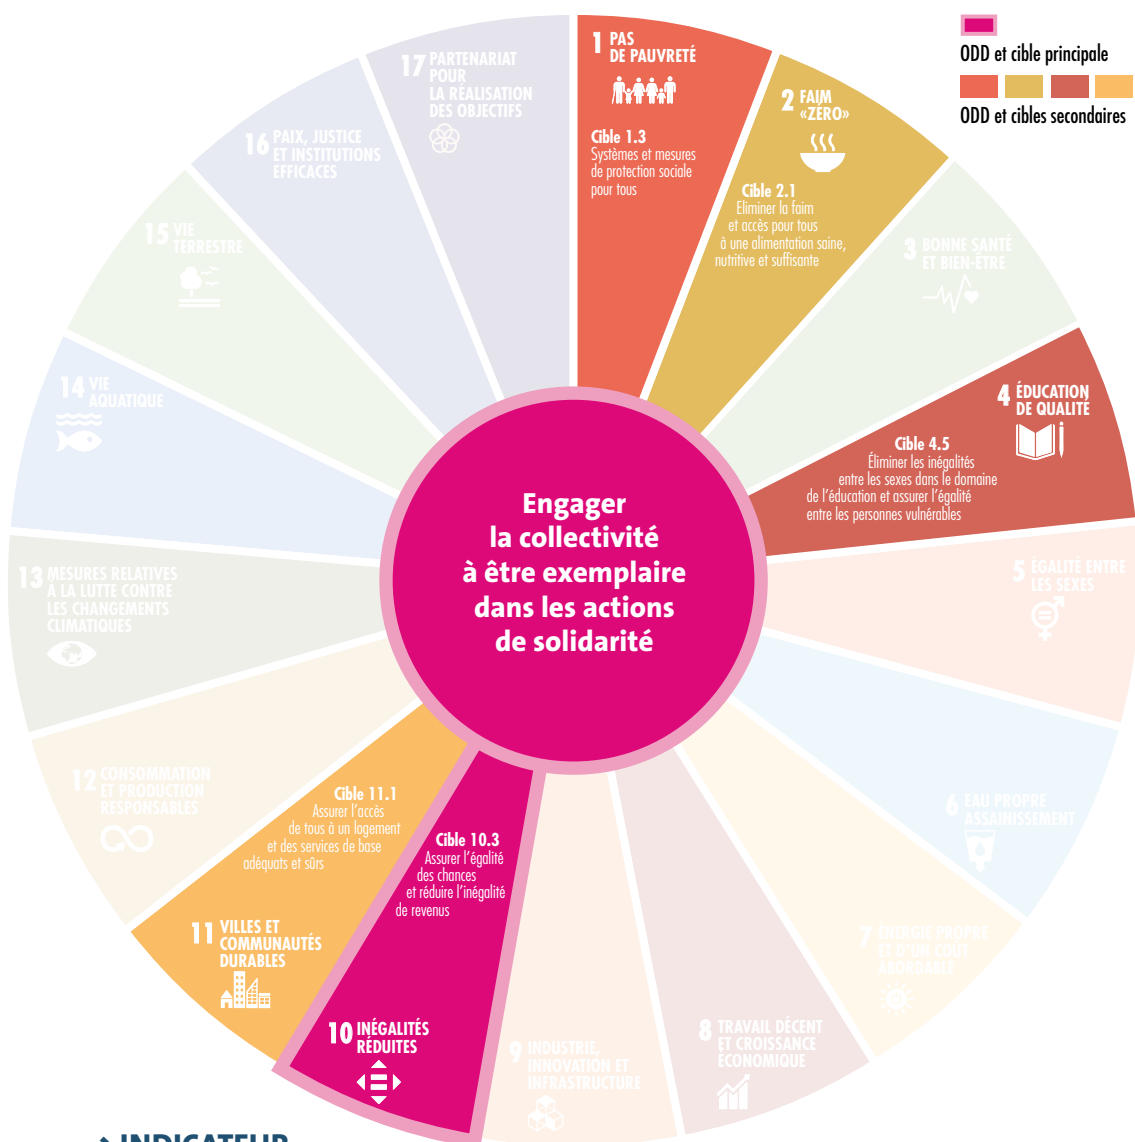 1 PAS
DE PAUVRETÉ
Cible 1.3
Systèmes et mesures
de protection sociale
pour tous
2 FAIM
«ZÉRO»
Cible 2.1
Eliminer la faim
et accès pour tous
à une alimentation saine,
nutritive et suffisante
3 BONNE SANTÉ
ET BIEN-ÊTRE
4 ÉDUCATION
DE QUALITÉ
Cible 4.5
Éliminer les inégalités
entre les sexes dans le domaine
de l'éducation et assurer l'égalité
entre les personnes vulnérables
5 ÉGALITÉ ENTRE
LES SEXES
6 EAU PROPRE
ASSAINISSEMENT
7 ÉNERGIE PROPRE
ET D'UN COÛT
ABORDABLE
8 TRAVAIL DÉCENT
ET CROISSANCE
ÉCONOMIQUE
9 INDUSTRIE,
INNOVATION ET
INFRASTRUCTURE
Cible 10.3
Assurer l'égalité
des chances
et réduire l'inégalité
de revenus
10 INÉGALITÉS
RÉDUITES
Cible 11.1
Assurer l'accès
de tous à un logement
et des services de base
adéquats et sûrs
11 VILLES ET
COMMUNAUTÉS
DURABLES
12 CONSOMMATION
ET PRODUCTION
RESPONSABLES
13 MESURES RELATIVES
À LA LUTTE CONTRE
LES CHANGEMENTS
CLIMATIQUES
14 VIE
AQUATIQUE
15 VIE
TERRESTRE
16 PAIX, JUSTICE
ET INSTITUTIONS
EFFICACES
17 PARTENARIAT
POUR
LA RÉALISATION
DES OBJECTIFS
Engager
la collectivité
à être exemplaire
dans les actions
de solidarité
ODD et cible principale
ODD et cibles secondaires
INDICATEUR